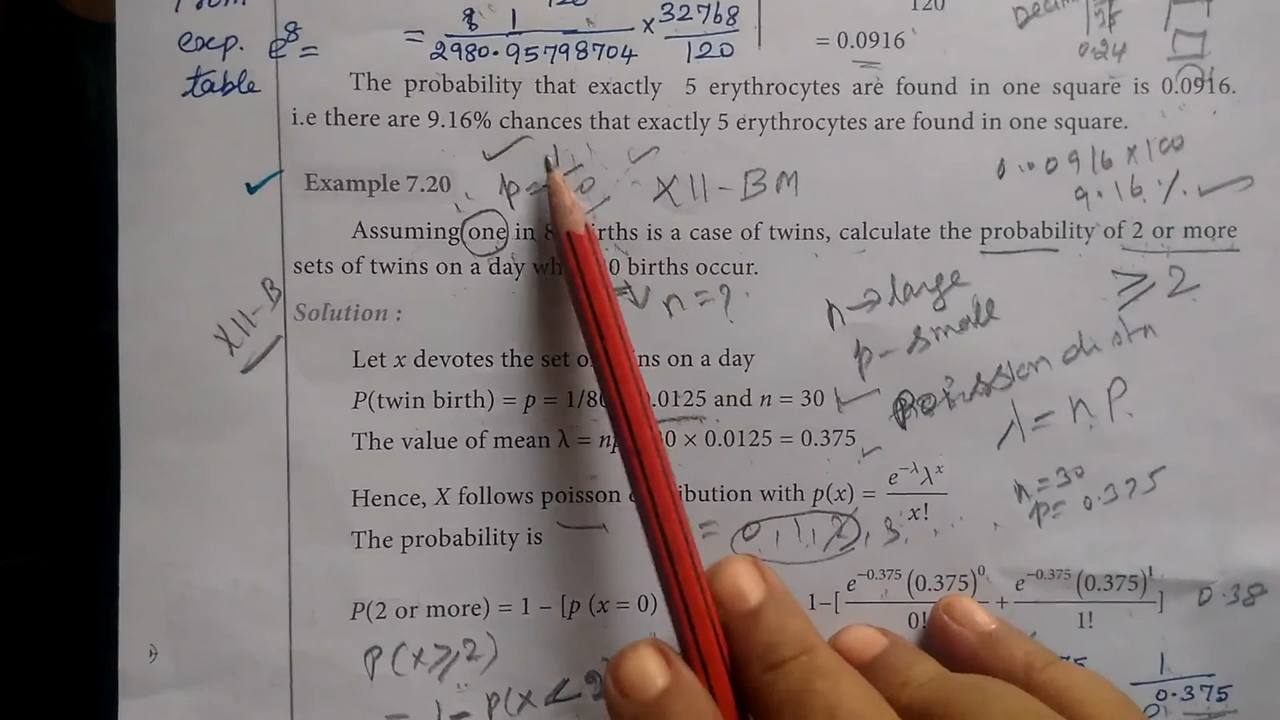 exp. e⁸ =
table
= 1 / 2980.95798704 × 32768 / 120
= 0.0916
120
0.24
The probability that exactly 5 erythrocytes are found in one square is 0.0916.
i.e there are 9.16% chances that exactly 5 erythrocytes are found in one square.
0.0916 × 100
9.16 %.
Example 7.20
XII - BM
Assuming one in births is a case of twins, calculate the probability of 2 or more
sets of twins on a day births occur.
n = ?
n → large
≥ 2
XII-B
Solution :
p - small
Poission distn
Let x devotes the set on a day
P(twin birth) = p = 1/8 .0125 and n = 30
λ = n P.
The value of mean λ = × 0.0125 = 0.375
n = 30
p = 0.375
Hence, X follows poisson distribution with p(x) = e^−λ λ^x / x!
The probability is
= 0, 1, 2, 3, ...
P(2 or more) = 1 − [p (x = 0) 1−[ e^−0.375 (0.375)^0 / 0! + e^−0.375 (0.375)^1 / 1! ]
0.38
P(x ≥ 2)
= 1 - P(x < 2)
1 / 0.375